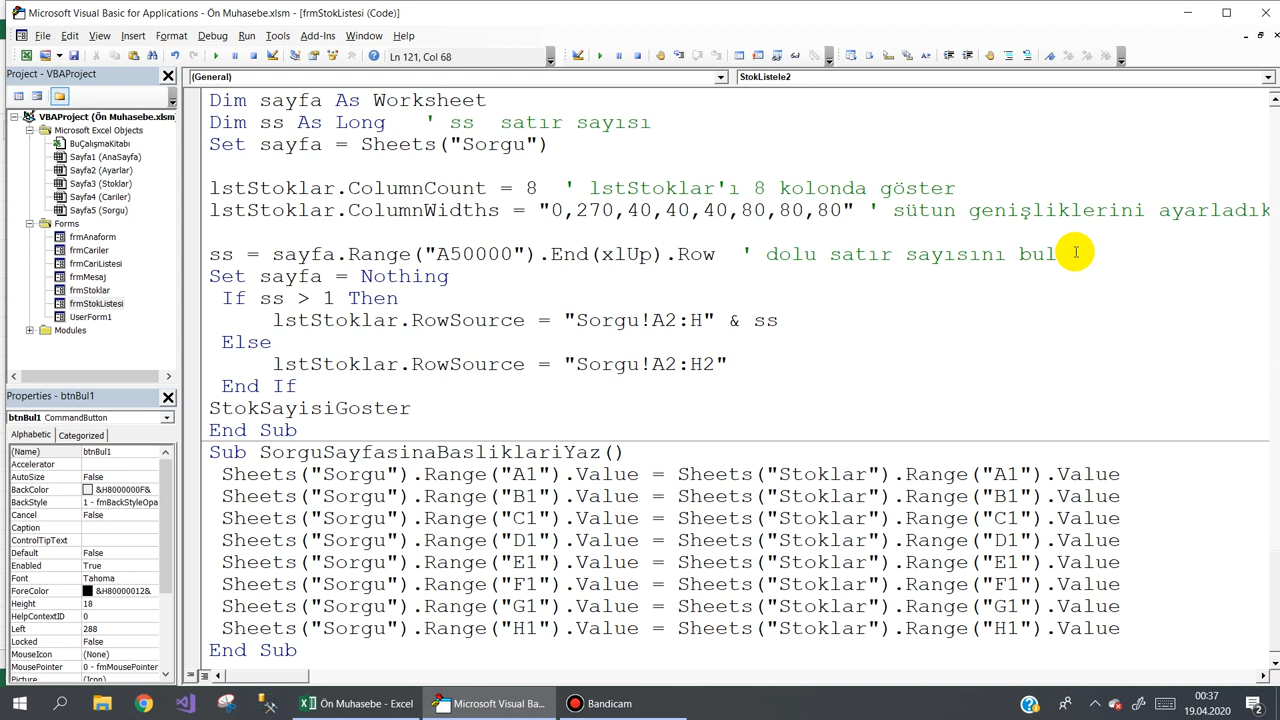 Microsoft Visual Basic for Applications - Ön Muhasebe.xlsm - [frmStokListesi (Code)]
File Edit View Insert Format Debug Run Tools Add-Ins Window Help
Ln 121, Col 68
Project - VBAProject
(General)
StokListele2
VBAProject (Ön Muhasebe.xlsm
Microsoft Excel Objects
BuÇalışmaKitabı
Sayfa1 (AnaSayfa)
Sayfa2 (Ayarlar)
Sayfa3 (Stoklar)
Sayfa4 (Cariler)
Sayfa5 (Sorgu)
Forms
frmAnaform
frmCariler
frmCariListesi
frmMesaj
frmStoklar
frmStokListesi
UserForm1
Modules
Properties - btnBul1
btnBul1 CommandButton
Alphabetic Categorized
(Name) btnBul1
Accelerator
AutoSize False
BackColor &H8000000F&
BackStyle 1 - fmBackStyleOpa
Cancel False
Caption
ControlTipText
Default False
Enabled True
Font Tahoma
ForeColor &H80000012&
Height 18
HelpContextID 0
Left 288
Locked False
MouseIcon (None)
MousePointer 0 - fmMousePointer
Picture (Icon)
Dim sayfa As Worksheet
Dim ss As Long ' ss satır sayısı
Set sayfa = Sheets("Sorgu")
lstStoklar.ColumnCount = 8 ' lstStoklar'ı 8 kolonda göster
lstStoklar.ColumnWidths = "0,270,40,40,40,80,80,80" ' sütun genişliklerini ayarladık
ss = sayfa.Range("A50000").End(xlUp).Row ' dolu satır sayısını bul
Set sayfa = Nothing
If ss > 1 Then
lstStoklar.RowSource = "Sorgu!A2:H" & ss
Else
lstStoklar.RowSource = "Sorgu!A2:H2"
End If
StokSayisiGoster
End Sub
Sub SorguSayfasinaBasliklariYaz()
Sheets("Sorgu").Range("A1").Value = Sheets("Stoklar").Range("A1").Value
Sheets("Sorgu").Range("B1").Value = Sheets("Stoklar").Range("B1").Value
Sheets("Sorgu").Range("C1").Value = Sheets("Stoklar").Range("C1").Value
Sheets("Sorgu").Range("D1").Value = Sheets("Stoklar").Range("D1").Value
Sheets("Sorgu").Range("E1").Value = Sheets("Stoklar").Range("E1").Value
Sheets("Sorgu").Range("F1").Value = Sheets("Stoklar").Range("F1").Value
Sheets("Sorgu").Range("G1").Value = Sheets("Stoklar").Range("G1").Value
Sheets("Sorgu").Range("H1").Value = Sheets("Stoklar").Range("H1").Value
End Sub
Ön Muhasebe - Excel
Microsoft Visual Ba...
Bandicam
00:37
19.04.2020
2